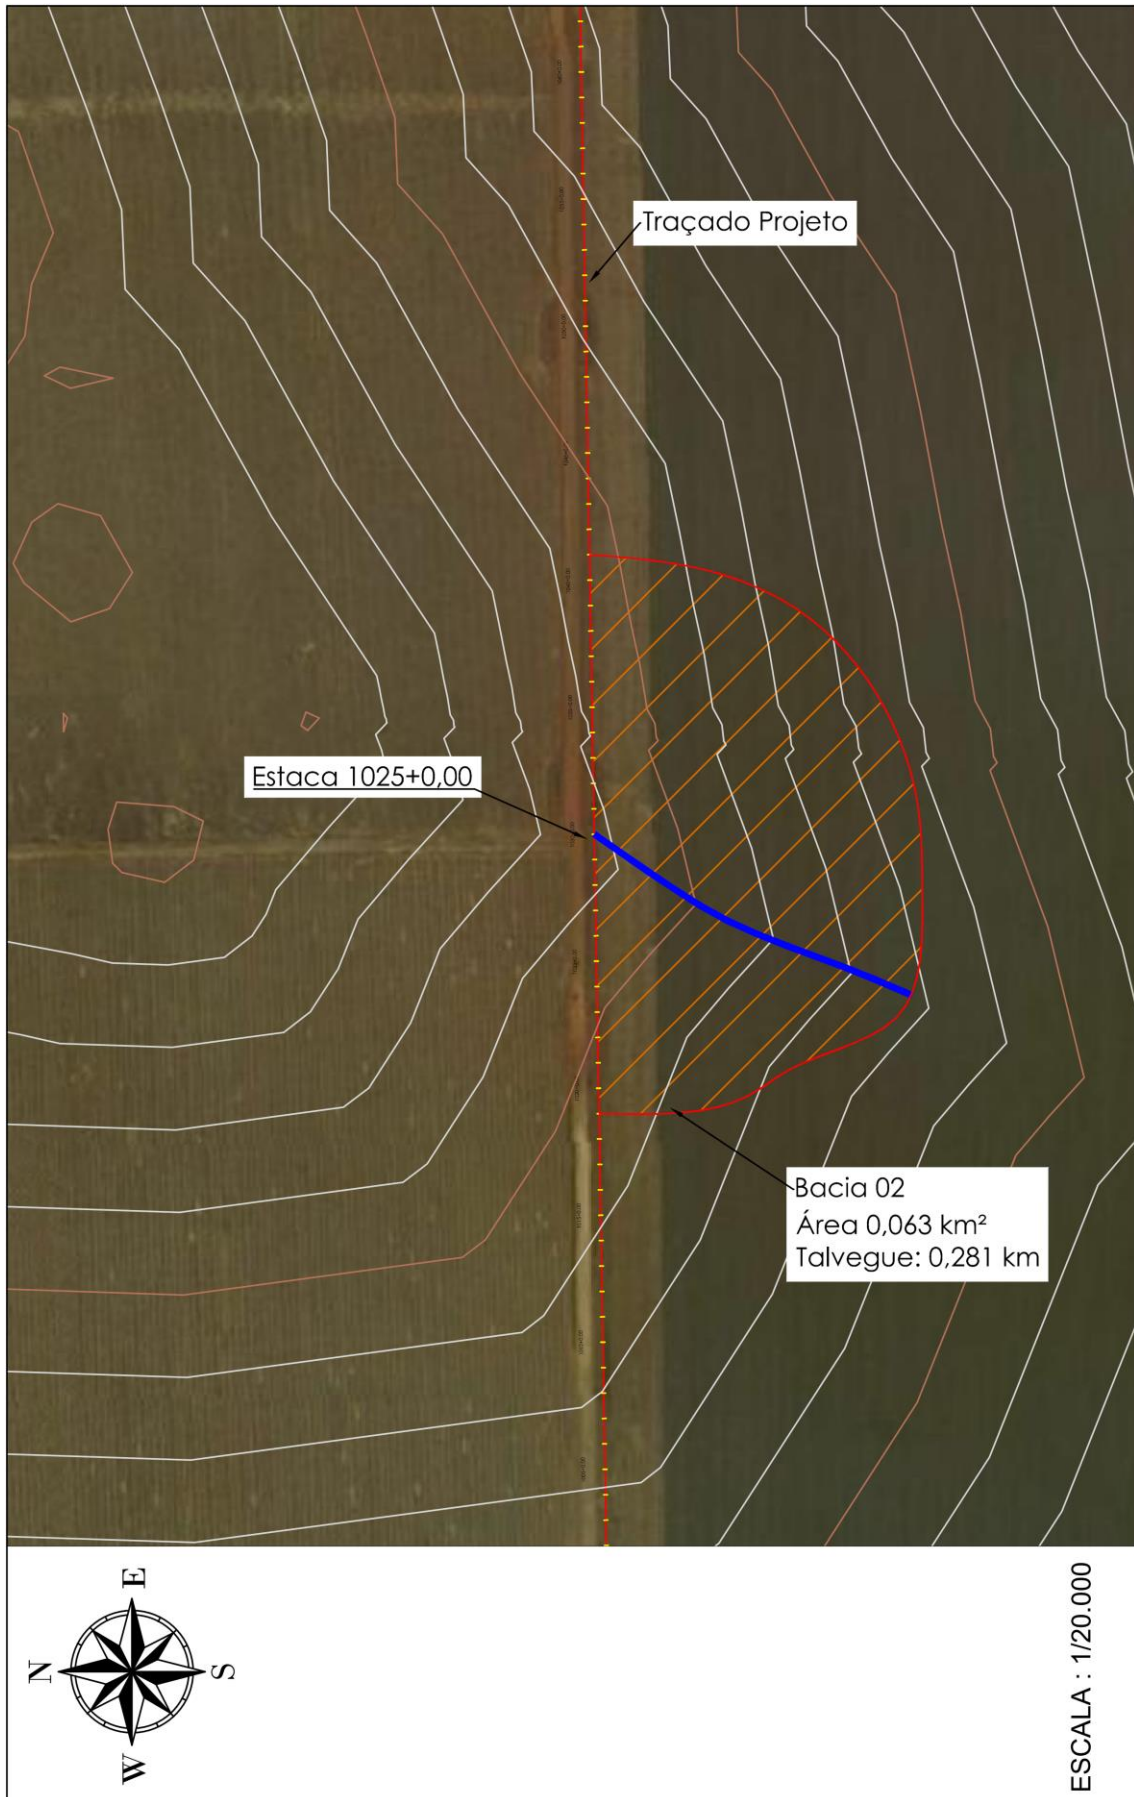 Traçado Projeto
Estaca 1025+0,00
Bacia 02
Área 0,063 km²
Talvegue: 0,281 km
N
E
S
W
ESCALA : 1/20.000